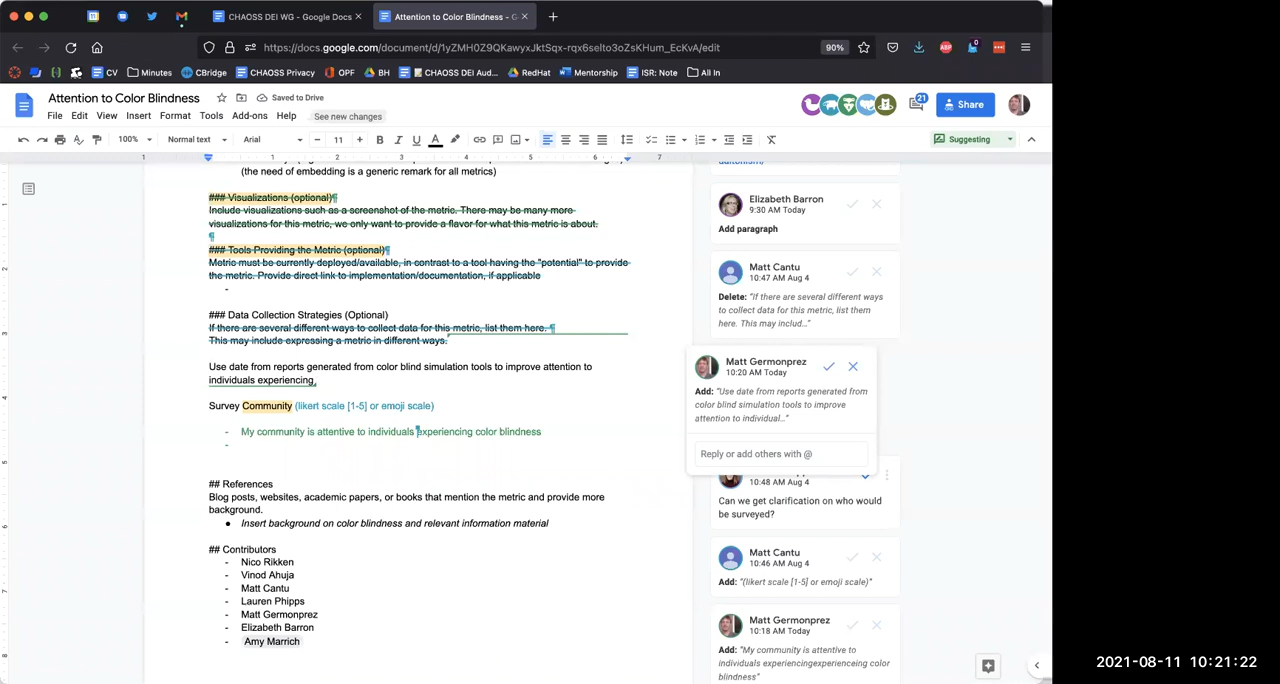 CHAOSS DEI WG - Google Docs
Attention to Color Blindness - G
https://docs.google.com/document/d/1yZMH0Z9QKawyxJktSqx-rqx6selto3oZsKHum_EcKvA/edit
90%
ABP
0
CV
Minutes
CBridge
CHAOSS Privacy
OPF
BH
CHAOSS DEI Aud...
RedHat
Mentorship
ISR: Note
All In
Attention to Color Blindness
Saved to Drive
File Edit View Insert Format Tools Add-ons Help
See new changes
21
Share
100%
Normal text
Arial
11
Suggesting
1 1 2 3 4 5 6 7
(the need of embedding is a generic remark for all metrics)
### Visualizations (optional)¶
Include visualizations such as a screenshot of the metric. There may be many more
visualizations for this metric, we only want to provide a flavor for what this metric is about.
¶
### Tools Providing the Metric (optional)¶
Metric must be currently deployed/available, in contrast to a tool having the "potential" to provide
the metric. Provide direct link to implementation/documentation, if applicable
-
### Data Collection Strategies (Optional)
If there are several different ways to collect data for this metric, list them here. ¶
This may include expressing a metric in different ways.
Use date from reports generated from color blind simulation tools to improve attention to
individuals experiencing,
Survey Community (likert scale [1-5] or emoji scale)
- My community is attentive to individuals ¶experiencing color blindness
-
## References
Blog posts, websites, academic papers, or books that mention the metric and provide more
background.
● Insert background on color blindness and relevant information material
## Contributors
- Nico Rikken
- Vinod Ahuja
- Matt Cantu
- Lauren Phipps
- Matt Germonprez
- Elizabeth Barron
- Amy Marrich
daltonism/
Elizabeth Barron
9:30 AM Today
Add paragraph
Matt Cantu
10:47 AM Aug 4
Delete: "If there are several different ways
to collect data for this metric, list them
here. This may includ..."
Matt Germonprez
10:20 AM Today
Add: "Use date from reports generated from
color blind simulation tools to improve
attention to individual..."
Reply or add others with @
10:48 AM Aug 4
Can we get clarification on who would
be surveyed?
Matt Cantu
10:46 AM Aug 4
Add: "(likert scale [1-5] or emoji scale)"
Matt Germonprez
10:18 AM Today
Add: "My community is attentive to
individuals experiencingexperienceing color
blindness"
2021-08-11 10:21:22